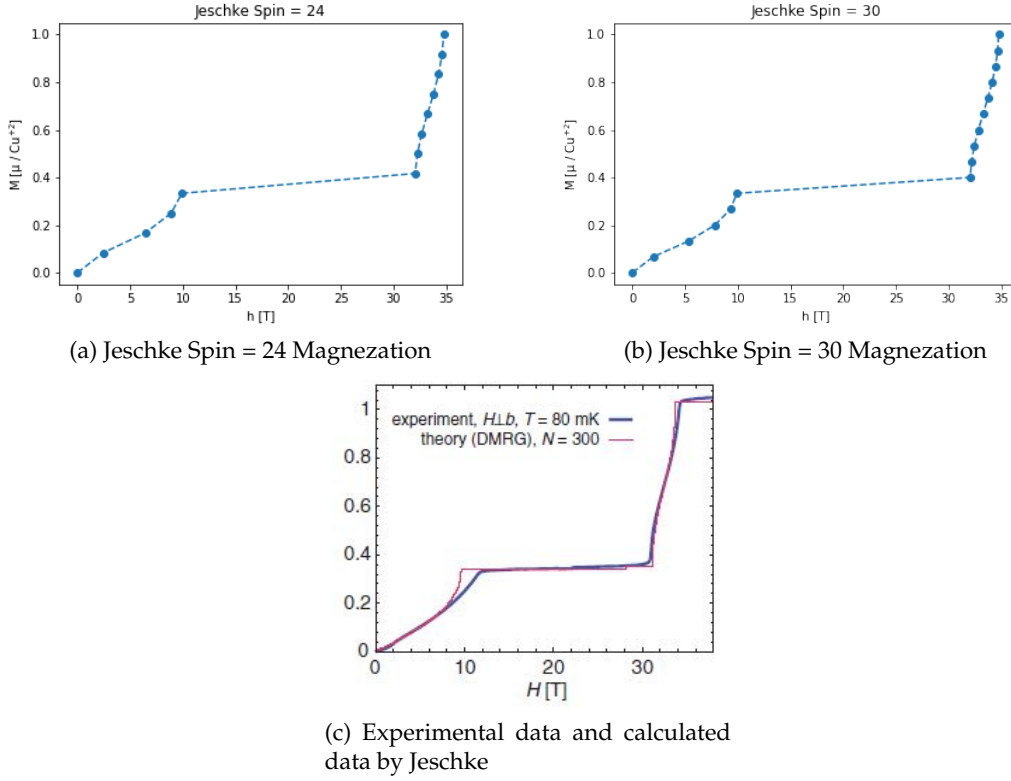 Jeschke Spin = 24
1.0
0.8
0.6
0.4
0.2
0.0
M [μ / Cu⁺²]
0 5 10 15 20 25 30 35
h [T]
(a) Jeschke Spin = 24 Magnezation
Jeschke Spin = 30
1.0
0.8
0.6
0.4
0.2
0.0
M [μ / Cu⁺²]
0 5 10 15 20 25 30 35
h [T]
(b) Jeschke Spin = 30 Magnezation
experiment, H⊥b, T = 80 mK
theory (DMRG), N = 300
1
0.8
0.6
0.4
0.2
0
0 10 20 30
H [T]
(c) Experimental data and calculated
data by Jeschke